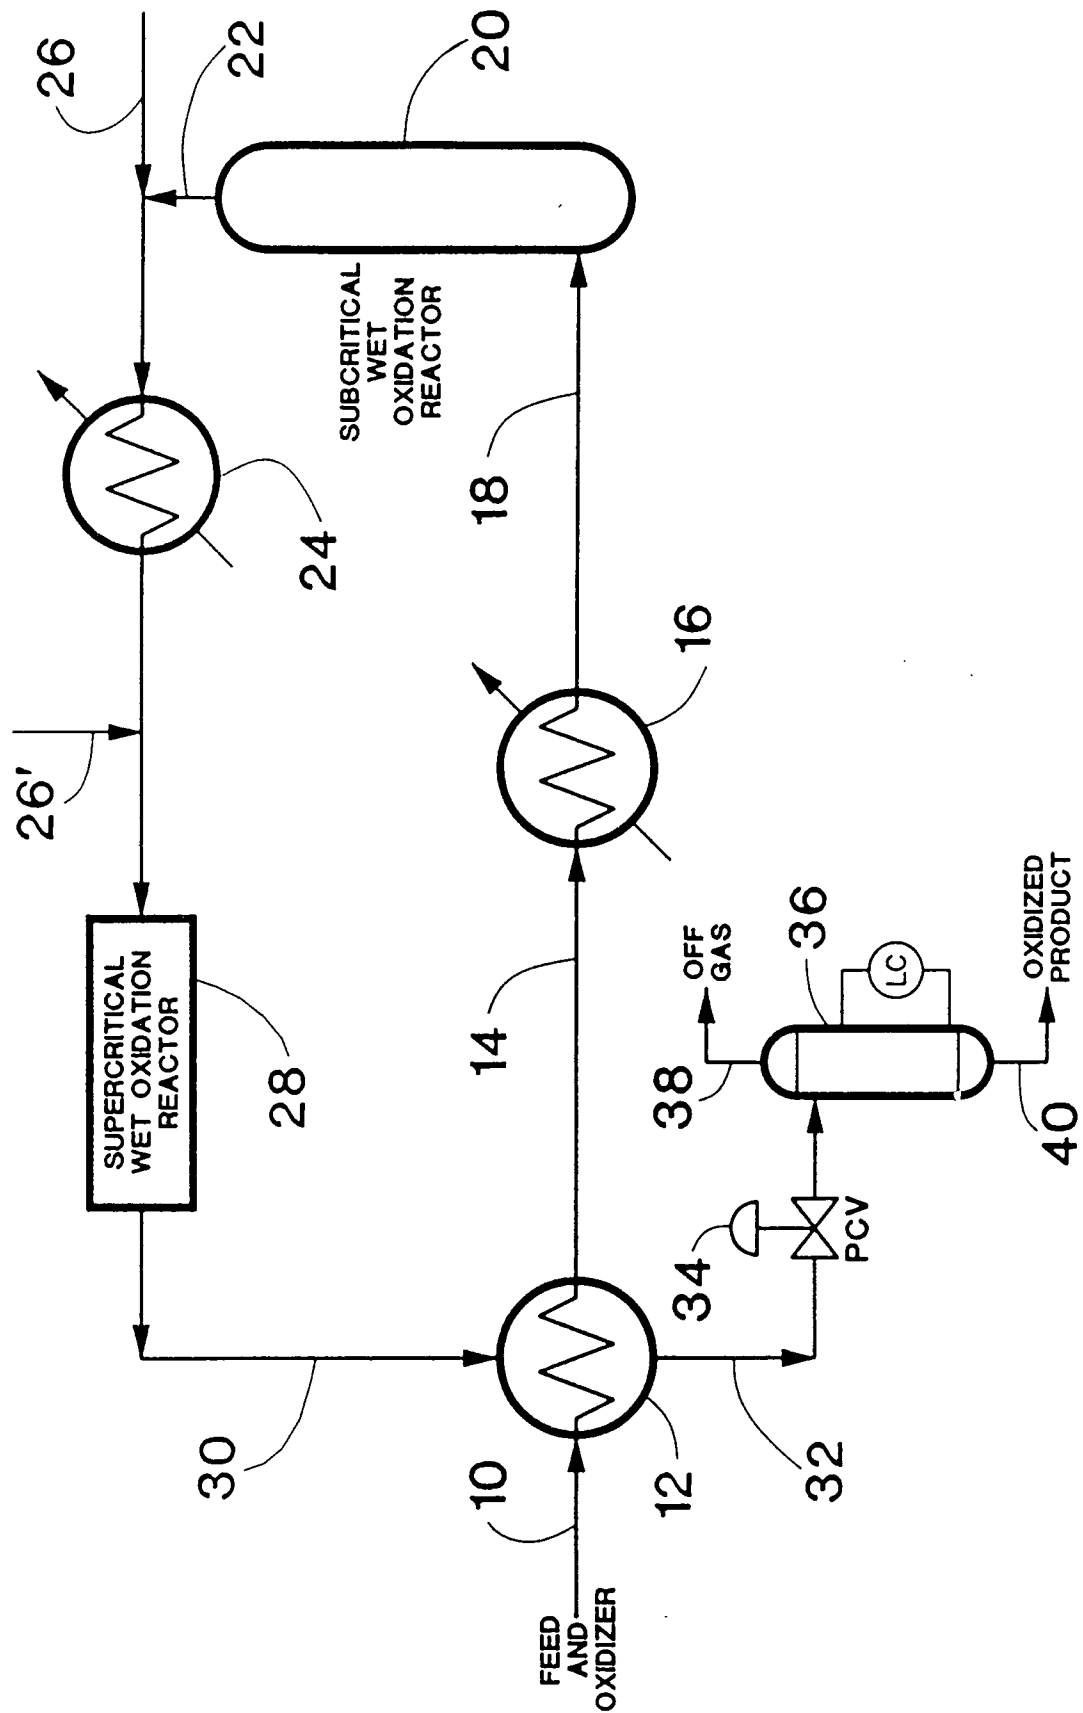 26
22
20
SUBCRITICAL
WET
OXIDATION
REACTOR
24
18
26'
16
SUPERCRITICAL
WET OXIDATION
REACTOR
28
14
OFF
GAS
36
LC
OXIDIZED
PRODUCT
38
40
34
PCV
30
10
12
32
FEED
AND
OXIDIZER